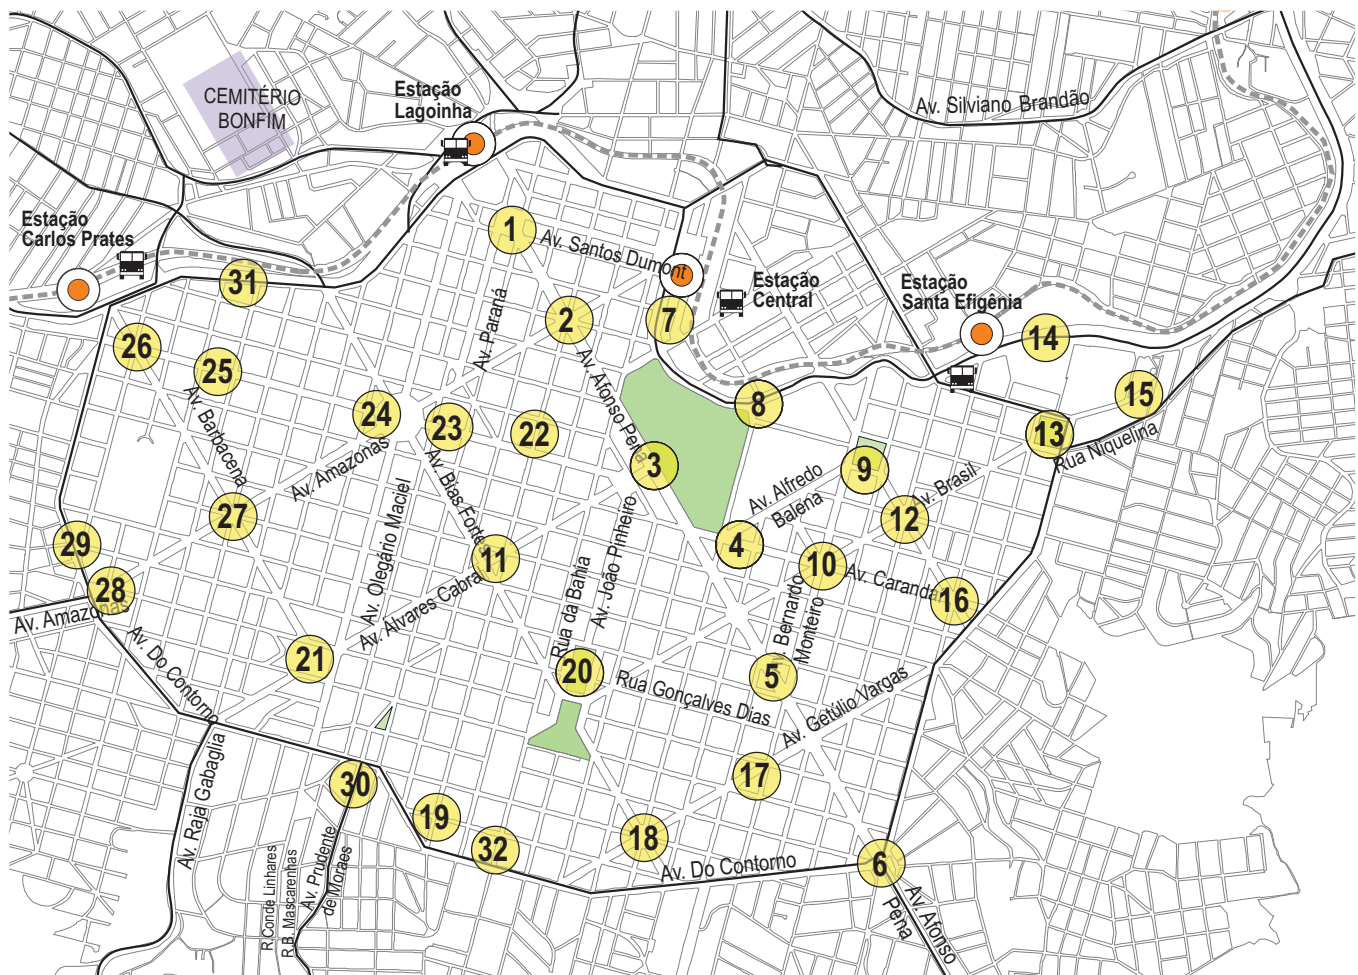 Av. Silviano Brandão
Estação
Lagoinha
CEMITÉRIO
BONFIM
Estação
Carlos Prates
1
Av. Santos Dumont
Estação
Central
Estação
Santa Efigênia
31
2
7
14
26
25
Av. Paraná
Av. Afonso Pena
8
15
24
23
22
13
Rua Niquelina
Av. Barbacena
Av. Amazonas
Av. Bias Fortes
3
9
Av. Alfredo
Balena
Av. Brasil
27
12
29
Av. Olegário Maciel
11
Av. João Pinheiro
4
10
28
Av. Amazonas
Av. Alvares Cabral
Rua da Bahia
Av. Carandaí
16
Bernardo
Monteiro
Av. Do Contorno
21
20
Rua Gonçalves Dias
5
Av. Getúlio Vargas
Av. Raja Gabaglia
30
17
19
32
18
Av. Do Contorno
6
R.Conde Linhares
R.B. Mascarenhas
Av. Prudente
de Moraes
Av. Afonso
Pena